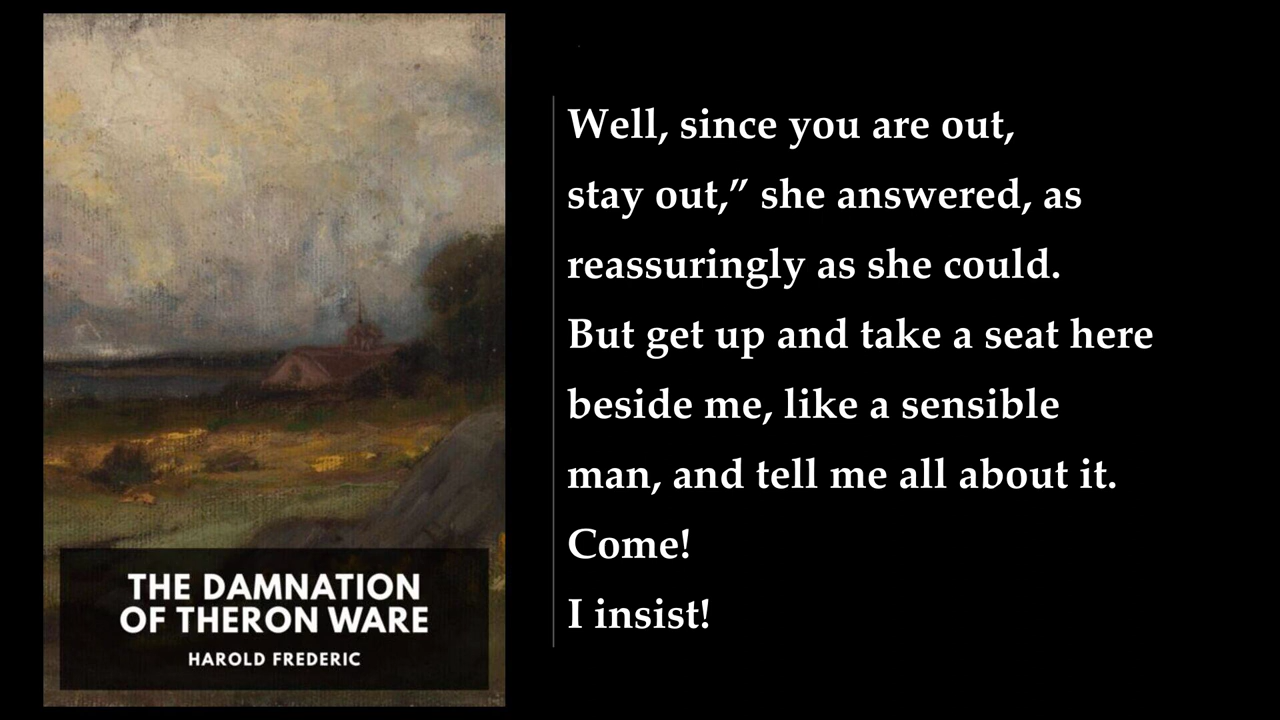 THE DAMNATION
OF THERON WARE
HAROLD FREDERIC
Well, since you are out,
stay out,” she answered, as
reassuringly as she could.
But get up and take a seat here
beside me, like a sensible
man, and tell me all about it.
Come!
I insist!